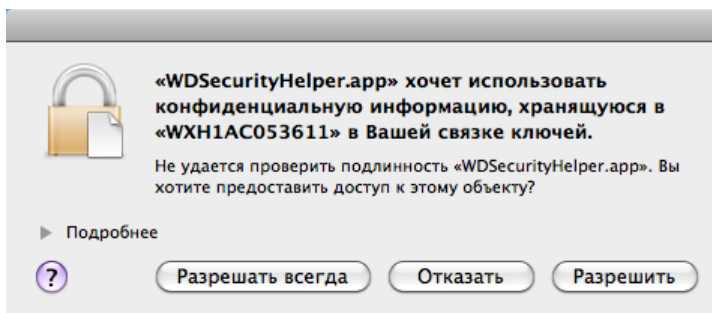 «WDSecurityHelper.app» хочет использовать
конфиденциальную информацию, хранящуюся в
«WXH1AC053611» в Вашей связке ключей.
Не удается проверить подлинность «WDSecurityHelper.app». Вы
хотите предоставить доступ к этому объекту?
Подробнее
? Разрешать всегда Отказать Разрешить